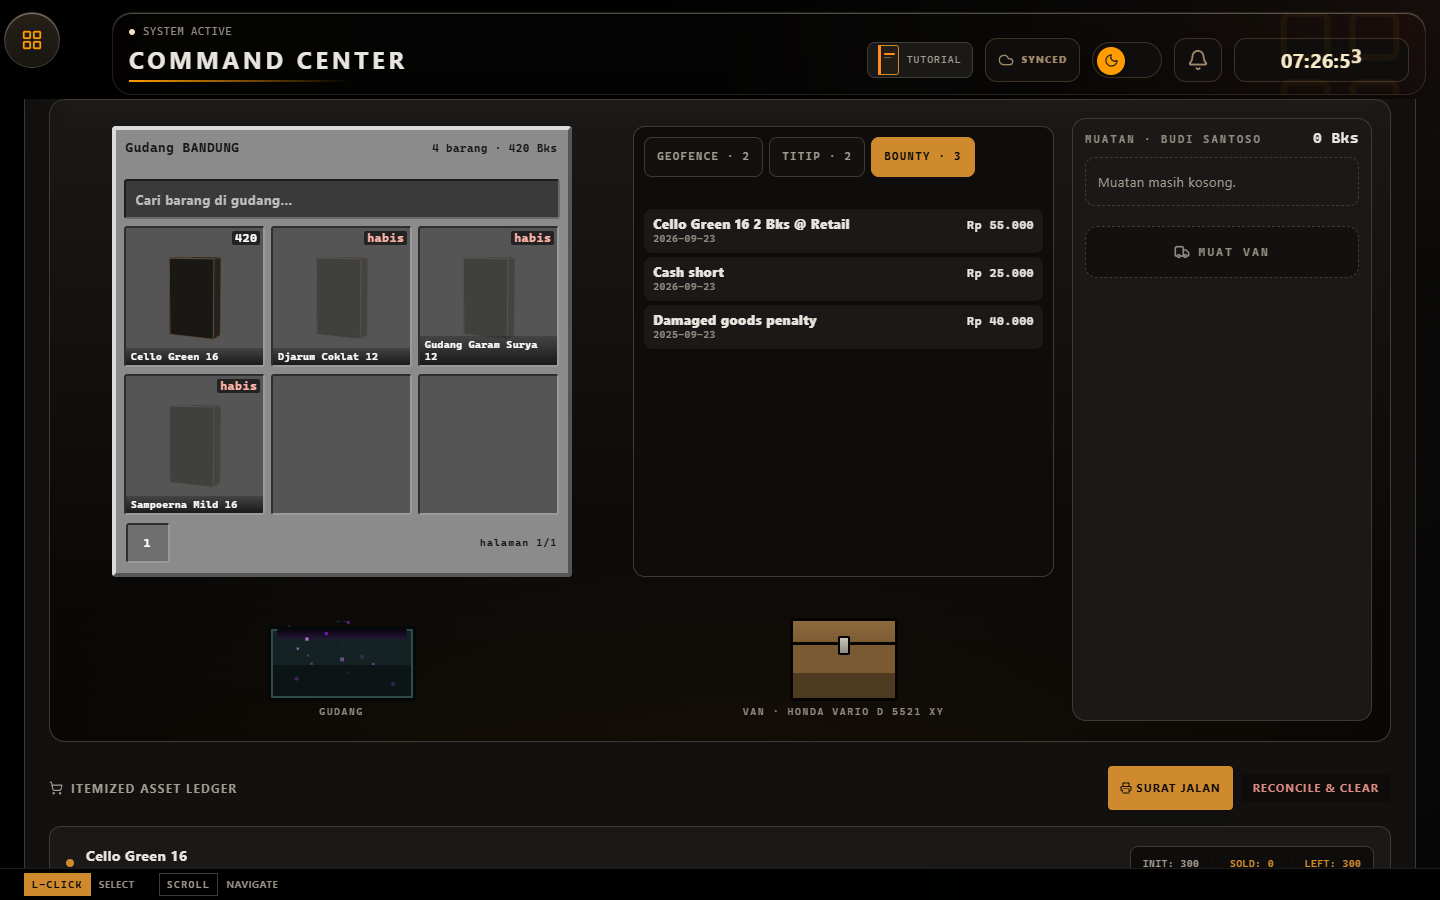 SYSTEM ACTIVE
COMMAND CENTER
TUTORIAL
SYNCED
07:26:53
Gudang BANDUNG
4 barang · 420 Bks
Cari barang di gudang...
420
habis
habis
Cello Green 16
Djarum Coklat 12
Gudang Garam Surya
12
habis
Sampoerna Mild 16
1
halaman 1/1
GEOFENCE · 2
TITIP · 2
BOUNTY · 3
Cello Green 16 2 Bks @ Retail
Rp 55.000
2026-09-23
Cash short
Rp 25.000
2026-09-23
Damaged goods penalty
Rp 40.000
2025-09-23
MUATAN · BUDI SANTOSO
0 Bks
Muatan masih kosong.
MUAT VAN
GUDANG
VAN · HONDA VARIO D 5521 XY
ITEMIZED ASSET LEDGER
SURAT JALAN
RECONCILE & CLEAR
Cello Green 16
INIT: 300
SOLD: 0
LEFT: 300
L-CLICK
SELECT
SCROLL
NAVIGATE